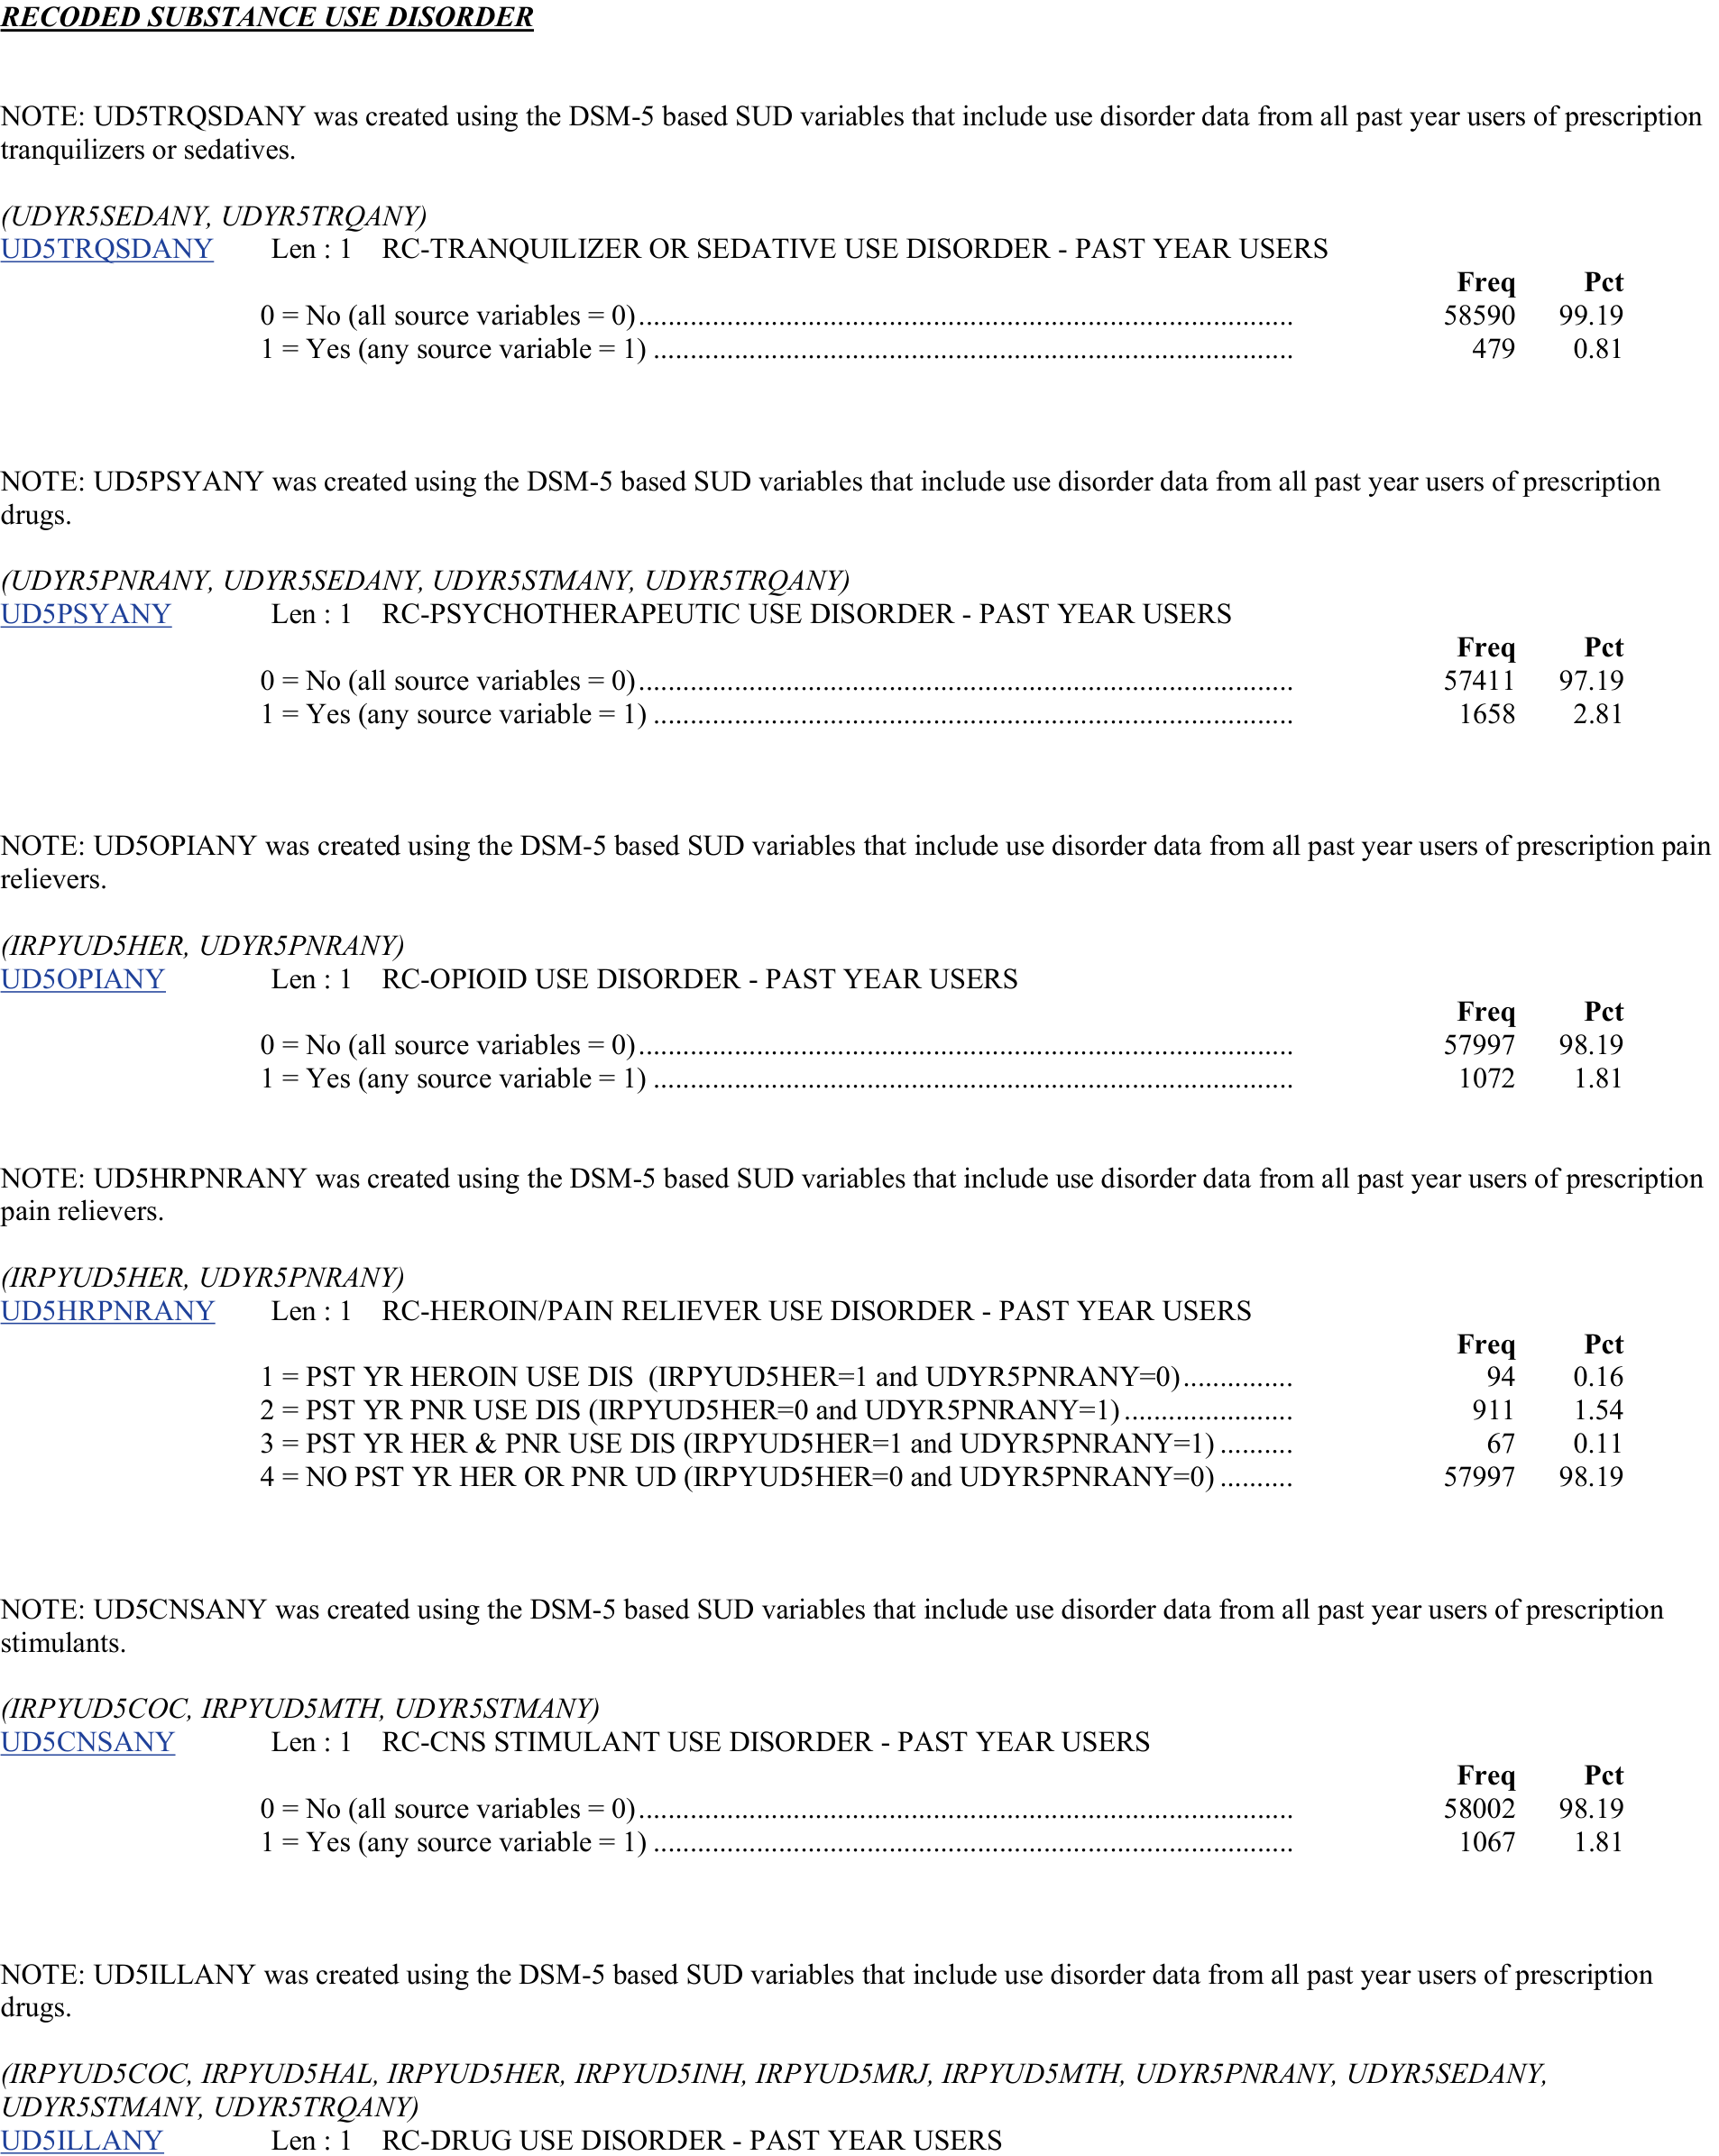 RECODED SUBSTANCE USE DISORDER
NOTE: UD5TRQSDANY was created using the DSM-5 based SUD variables that include use disorder data from all past year users of prescription
tranquilizers or sedatives.
(UDYR5SEDANY, UDYR5TRQANY)
UD5TRQSDANY Len : 1 RC-TRANQUILIZER OR SEDATIVE USE DISORDER - PAST YEAR USERS
Freq Pct
0 = No (all source variables = 0)........................................................................................ 58590 99.19
1 = Yes (any source variable = 1) ...................................................................................... 479 0.81
NOTE: UD5PSYANY was created using the DSM-5 based SUD variables that include use disorder data from all past year users of prescription
drugs.
(UDYR5PNRANY, UDYR5SEDANY, UDYR5STMANY, UDYR5TRQANY)
UD5PSYANY Len : 1 RC-PSYCHOTHERAPEUTIC USE DISORDER - PAST YEAR USERS
Freq Pct
0 = No (all source variables = 0)........................................................................................ 57411 97.19
1 = Yes (any source variable = 1) ...................................................................................... 1658 2.81
NOTE: UD5OPIANY was created using the DSM-5 based SUD variables that include use disorder data from all past year users of prescription pain
relievers.
(IRPYUD5HER, UDYR5PNRANY)
UD5OPIANY Len : 1 RC-OPIOID USE DISORDER - PAST YEAR USERS
Freq Pct
0 = No (all source variables = 0)........................................................................................ 57997 98.19
1 = Yes (any source variable = 1) ...................................................................................... 1072 1.81
NOTE: UD5HRPNRANY was created using the DSM-5 based SUD variables that include use disorder data from all past year users of prescription
pain relievers.
(IRPYUD5HER, UDYR5PNRANY)
UD5HRPNRANY Len : 1 RC-HEROIN/PAIN RELIEVER USE DISORDER - PAST YEAR USERS
Freq Pct
1 = PST YR HEROIN USE DIS (IRPYUD5HER=1 and UDYR5PNRANY=0)............... 94 0.16
2 = PST YR PNR USE DIS (IRPYUD5HER=0 and UDYR5PNRANY=1)....................... 911 1.54
3 = PST YR HER & PNR USE DIS (IRPYUD5HER=1 and UDYR5PNRANY=1) .......... 67 0.11
4 = NO PST YR HER OR PNR UD (IRPYUD5HER=0 and UDYR5PNRANY=0) .......... 57997 98.19
NOTE: UD5CNSANY was created using the DSM-5 based SUD variables that include use disorder data from all past year users of prescription
stimulants.
(IRPYUD5COC, IRPYUD5MTH, UDYR5STMANY)
UD5CNSANY Len : 1 RC-CNS STIMULANT USE DISORDER - PAST YEAR USERS
Freq Pct
0 = No (all source variables = 0)........................................................................................ 58002 98.19
1 = Yes (any source variable = 1) ...................................................................................... 1067 1.81
NOTE: UD5ILLANY was created using the DSM-5 based SUD variables that include use disorder data from all past year users of prescription
drugs.
(IRPYUD5COC, IRPYUD5HAL, IRPYUD5HER, IRPYUD5INH, IRPYUD5MRJ, IRPYUD5MTH, UDYR5PNRANY, UDYR5SEDANY,
UDYR5STMANY, UDYR5TRQANY)
UD5ILLANY Len : 1 RC-DRUG USE DISORDER - PAST YEAR USERS